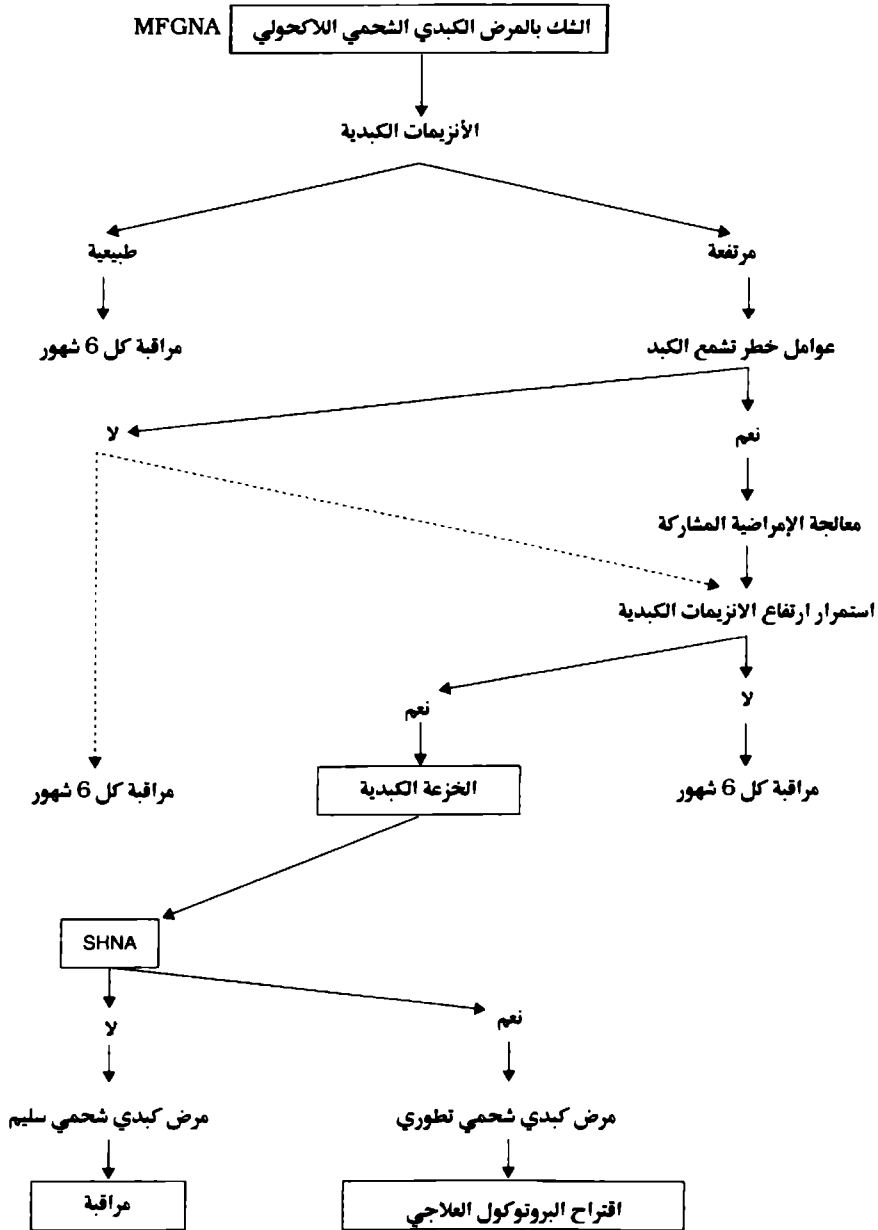 الشك بالمرض الكبدي الشحمي اللاكحولي MFGNA
الأنزيمات الكبدية
مرتفعة
طبيعية
عوامل خطر تشمع الكبد
مراقبة كل 6 شهور
نعم
لا
معالجة الإمراضية المشاركة
استمرار ارتفاع الانزيمات الكبدية
لا
نعم
مراقبة كل 6 شهور
الخزعة الكبدية
مراقبة كل 6 شهور
SHNA
نعم
لا
مرض كبدي شحمي تطوري
مرض كبدي شحمي سليم
اقتراح البروتوكول العلاجي
مراقبة